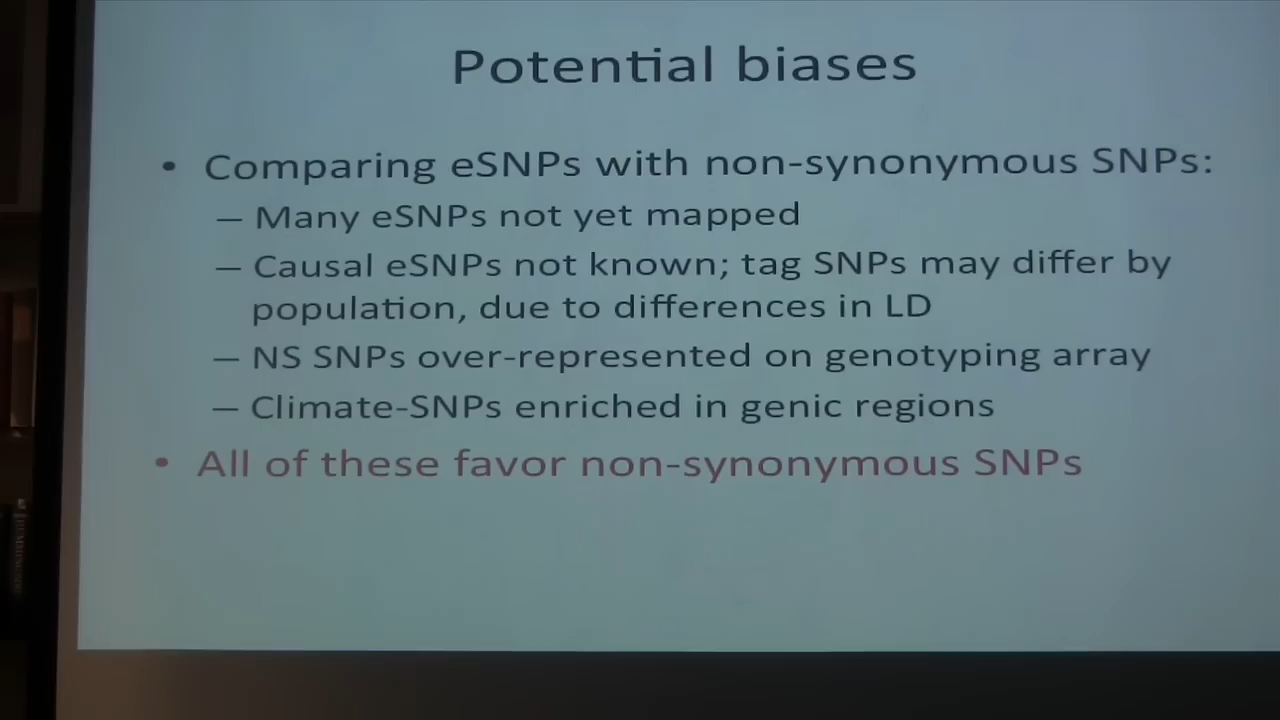 Potential biases
• Comparing eSNPs with non-synonymous SNPs:
– Many eSNPs not yet mapped
– Causal eSNPs not known; tag SNPs may differ by
population, due to differences in LD
– NS SNPs over-represented on genotyping array
– Climate-SNPs enriched in genic regions
• All of these favor non-synonymous SNPs